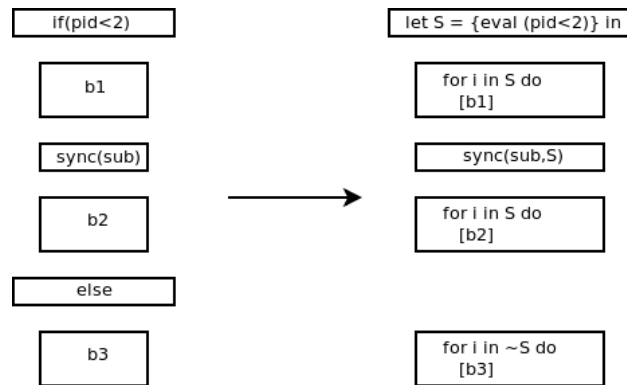 if(pid<2)
b1
sync(sub)
b2
else
b3
let S = {eval (pid<2)} in
for i in S do
[b1]
sync(sub,S)
for i in S do
[b2]
for i in ~S do
[b3]